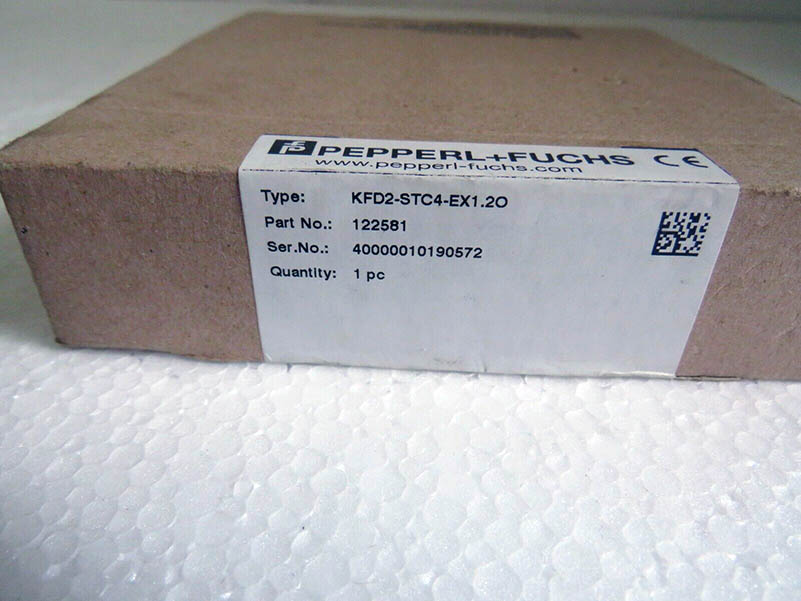 PEPPERL+FUCHS CE
www.pepperl-fuchs.com
Type: KFD2-STC4-EX1.2O
Part No.: 122581
Ser.No.: 40000010190572
Quantity: 1 pc